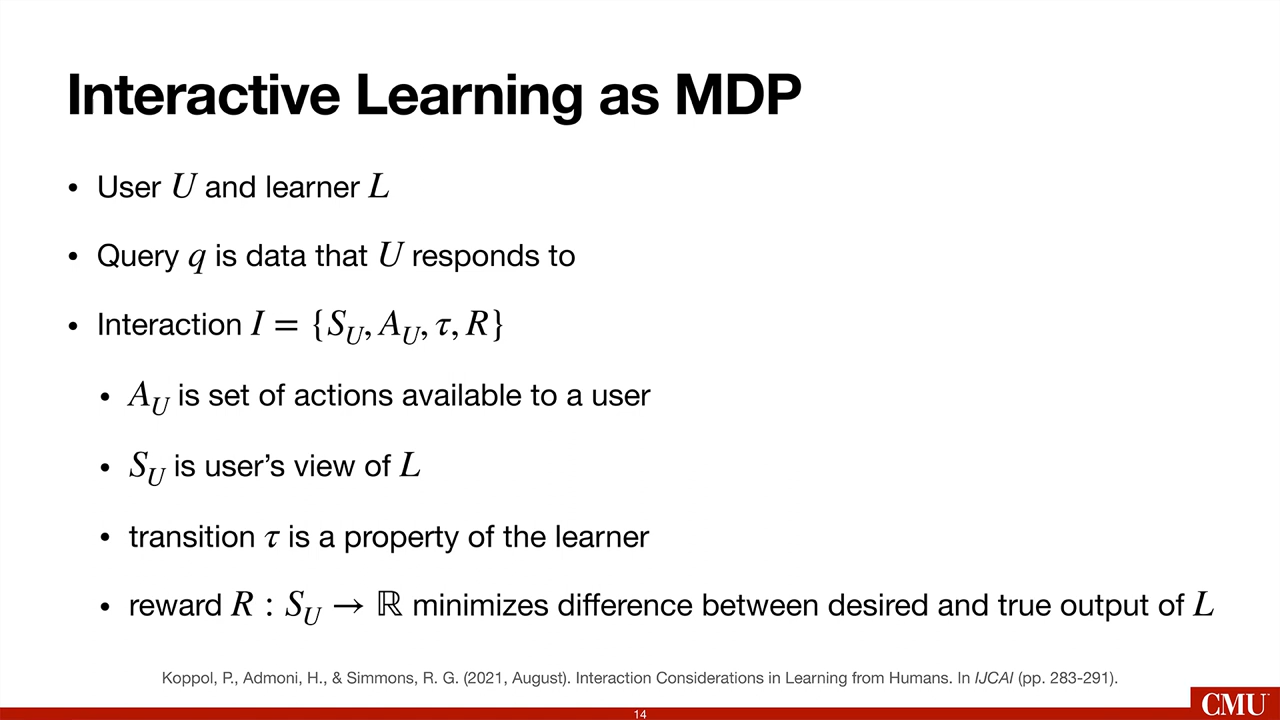 Interactive Learning as MDP
• User U and learner L
• Query q is data that U responds to
• Interaction I = {S_U, A_U, τ, R}
• A_U is set of actions available to a user
• S_U is user’s view of L
• transition τ is a property of the learner
• reward R : S_U → ℝ minimizes difference between desired and true output of L
Koppol, P., Admoni, H., & Simmons, R. G. (2021, August). Interaction Considerations in Learning from Humans. In IJCAI (pp. 283-291).
14
CMU